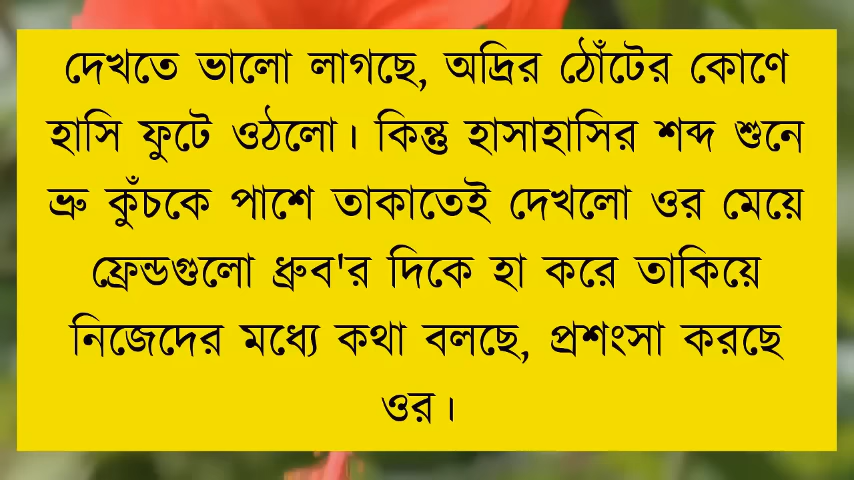 দেখতে ভালো লাগছে, অদ্রির ঠোঁটের কোণে
হাসি ফুটে ওঠলো। কিন্তু হাসাহাসির শব্দ শুনে
ভ্রু কুঁচকে পাশে তাকাতেই দেখলো ওর মেয়ে
ফ্রেন্ডগুলো ধ্রুব'র দিকে হা করে তাকিয়ে
নিজেদের মধ্যে কথা বলছে, প্রশংসা করছে
ওর।